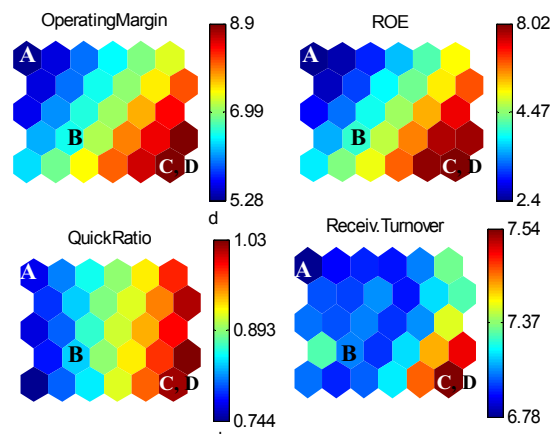 OperatingMargin
A
B
C, D
8.9
6.99
5.28
d
ROE
A
B
C, D
8.02
4.47
2.4
QuickRatio
A
B
C, D
1.03
0.893
0.744
Receiv.Turnover
A
B
C, D
7.54
7.37
6.78